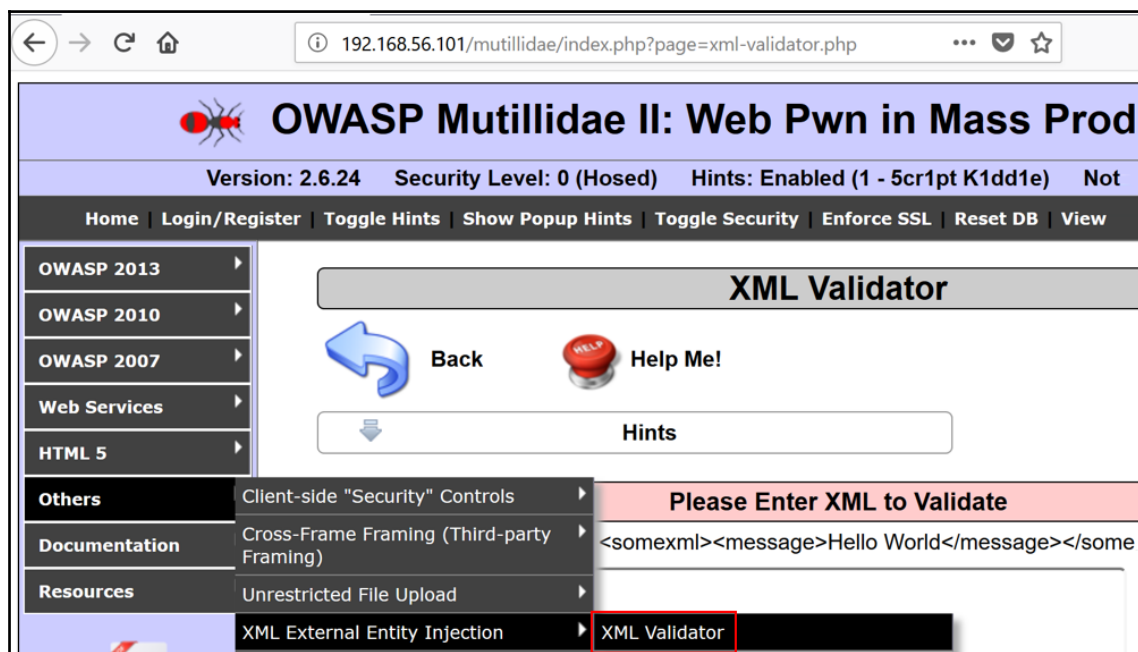 192.168.56.101/mutillidae/index.php?page=xml-validator.php
OWASP Mutillidae II: Web Pwn in Mass Prod
Version: 2.6.24 Security Level: 0 (Hosed) Hints: Enabled (1 - 5cr1pt K1dd1e) Not
Home | Login/Register | Toggle Hints | Show Popup Hints | Toggle Security | Enforce SSL | Reset DB | View
OWASP 2013
OWASP 2010
OWASP 2007
Web Services
HTML 5
Others
Documentation
Resources
XML Validator
Back
HELP
Help Me!
Hints
Client-side "Security" Controls
Cross-Frame Framing (Third-party
Framing)
Unrestricted File Upload
XML External Entity Injection
XML Validator
Please Enter XML to Validate
<somexml><message>Hello World</message></some